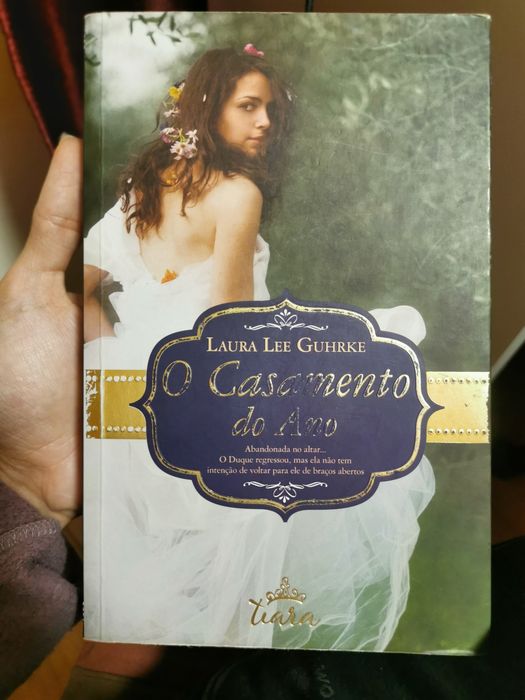 LAURA LEE GUHRKE
O Casamento
do Ano
Abandonada no altar...
O Duque regressou, mas ela não tem
intenção de voltar para ele de braços abertos
Tiara